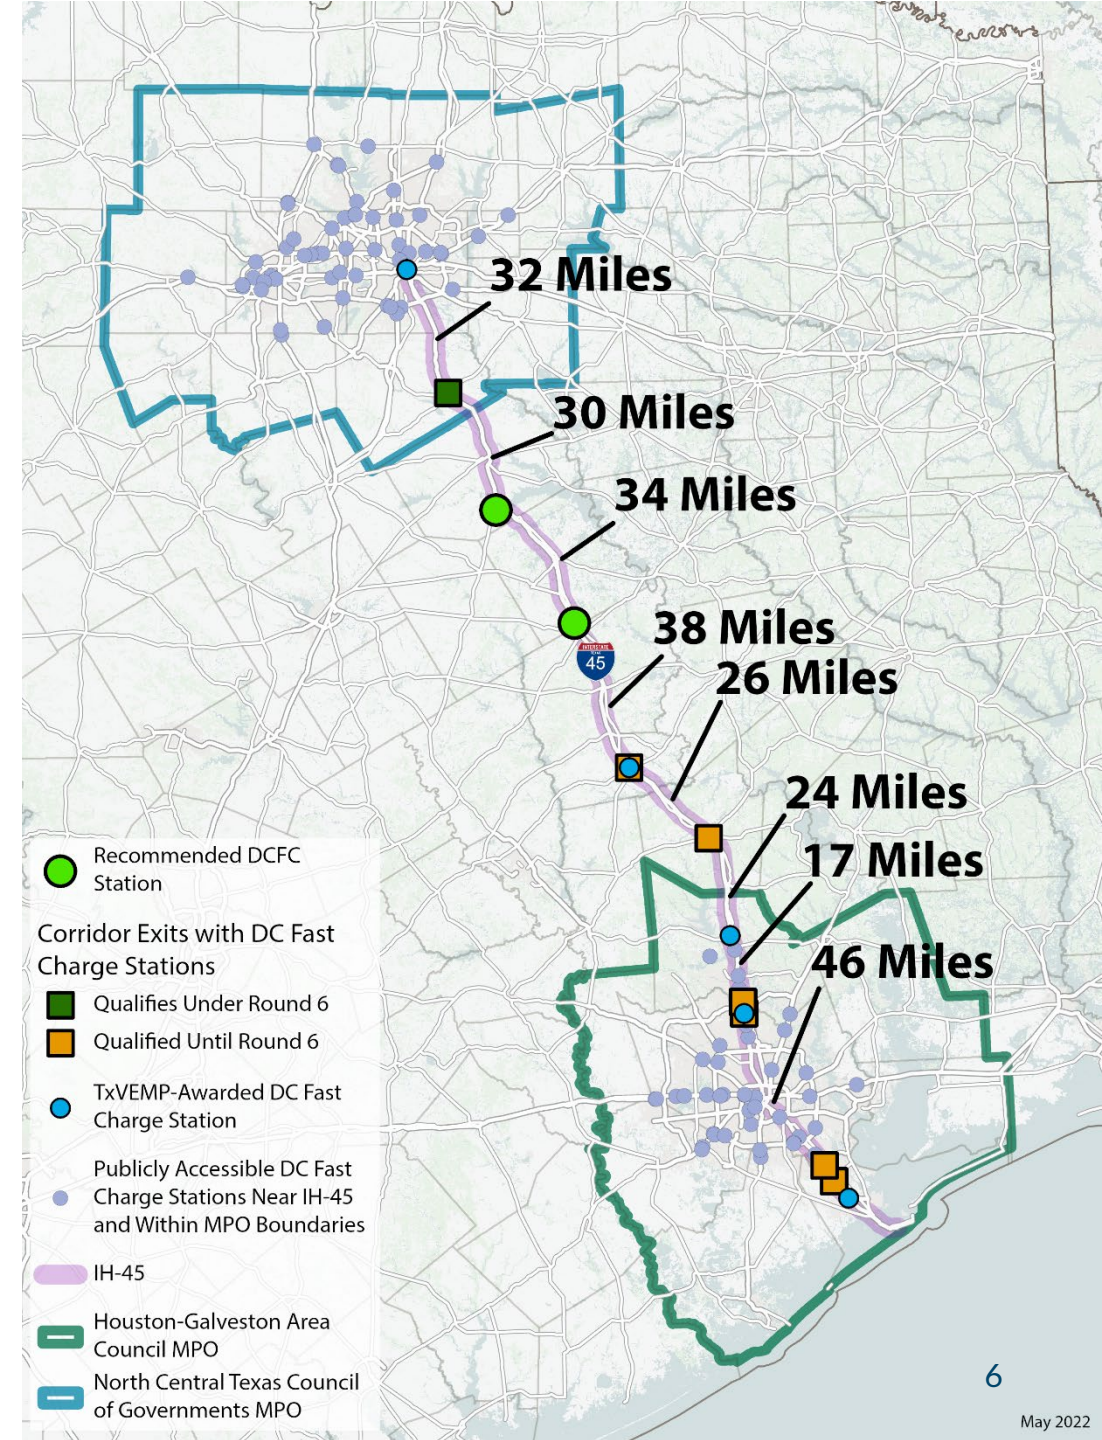 32 Miles
30 Miles
34 Miles
38 Miles
INTERSTATE
TEXAS
45
26 Miles
24 Miles
17 Miles
46 Miles
Recommended DCFC
Station
Corridor Exits with DC Fast
Charge Stations
Qualifies Under Round 6
Qualified Until Round 6
TxVEMP-Awarded DC Fast
Charge Station
Publicly Accessible DC Fast
Charge Stations Near IH-45
and Within MPO Boundaries
IH-45
Houston-Galveston Area
Council MPO
North Central Texas Council
of Governments MPO
6
May 2022